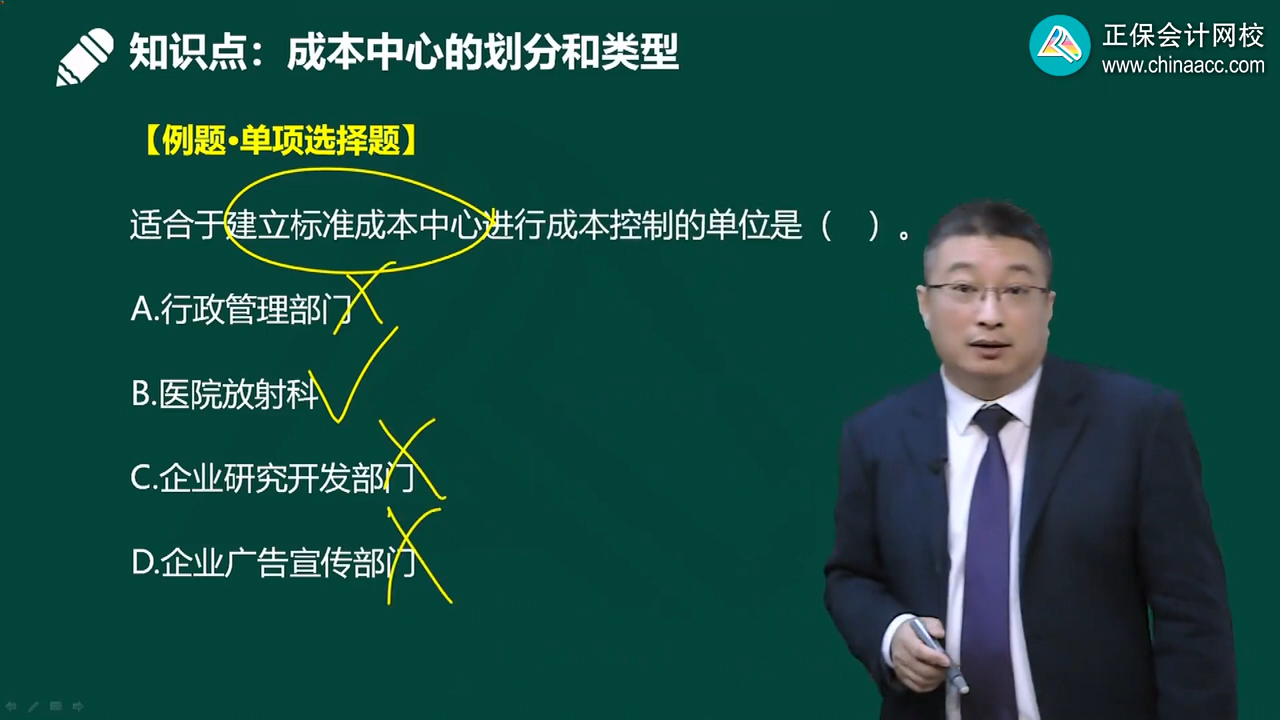 知识点：成本中心的划分和类型
正保会计网校
www.chinaacc.com
【例题•单项选择题】
适合于建立标准成本中心进行成本控制的单位是（　）。
A.行政管理部门
B.医院放射科
C.企业研究开发部门
D.企业广告宣传部门